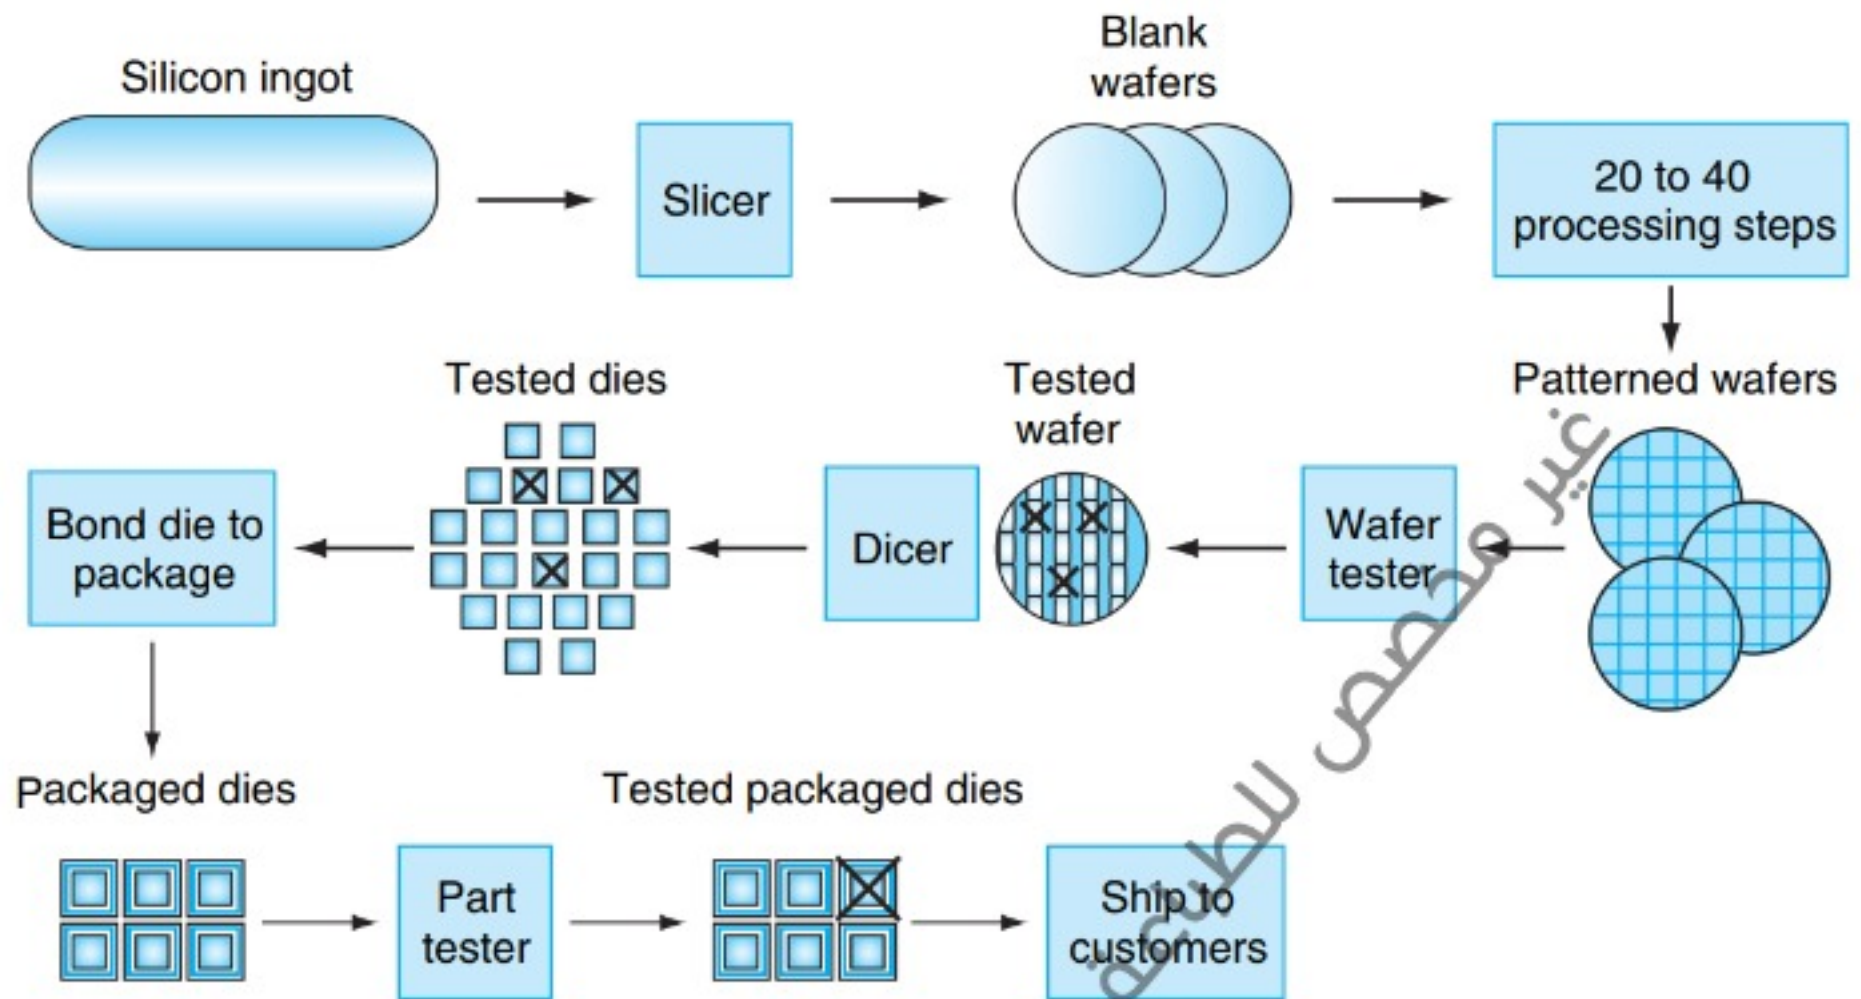 Silicon ingot
Slicer
Blank
wafers
20 to 40
processing steps
Patterned wafers
Wafer
tester
Tested
wafer
Dicer
Tested dies
Bond die to
package
Packaged dies
Part
tester
Tested packaged dies
Ship to
customers
غير مخصص للطباعة